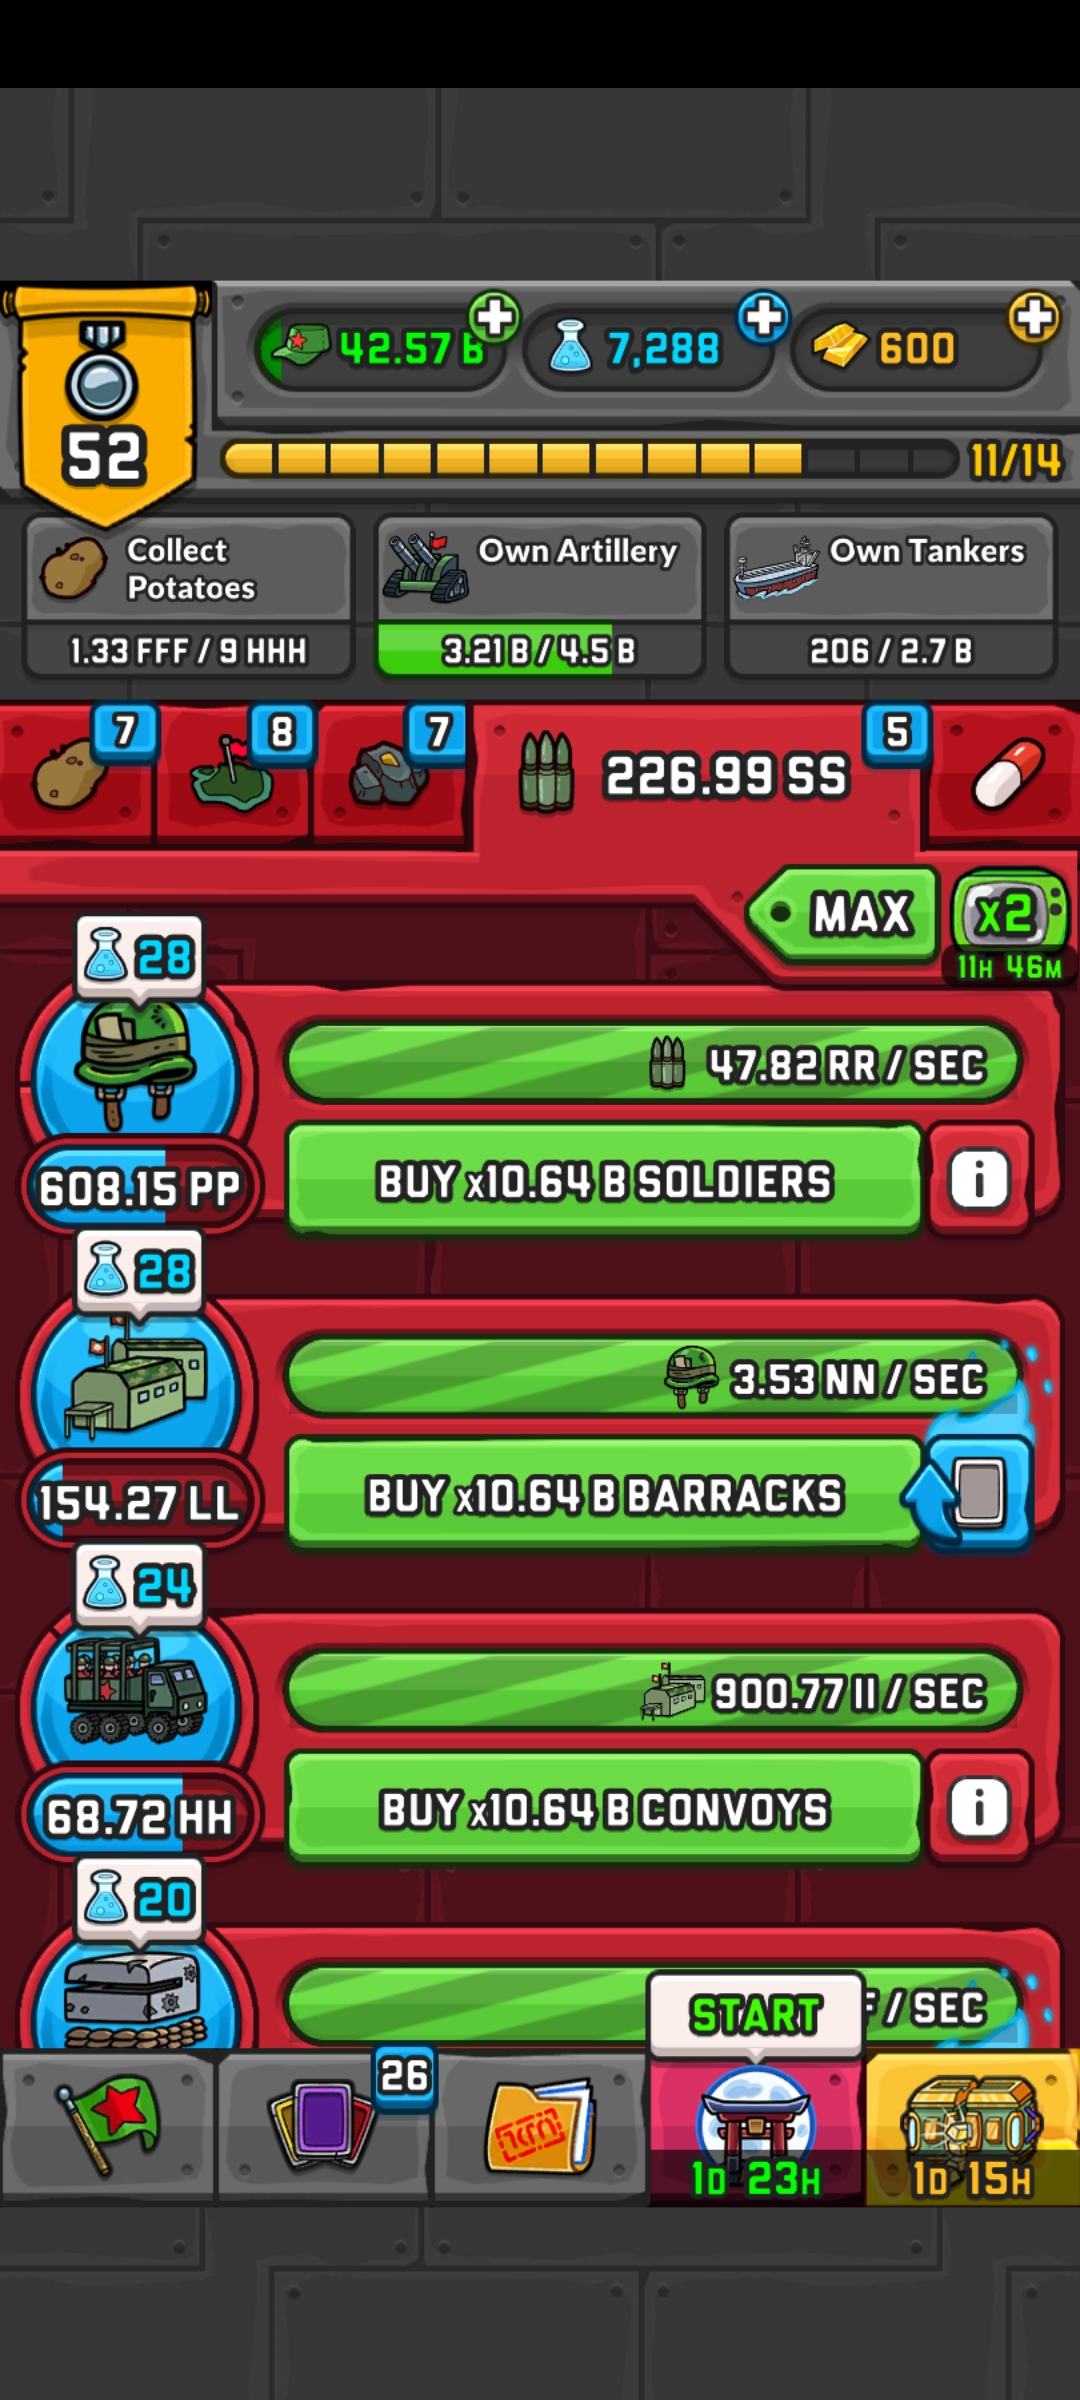 42.57 B
7,288
600
52
11/14
Collect
Potatoes
Own Artillery
Own Tankers
1.33 FFF / 9 HHH
3.21 B / 4.5 B
206 / 2.7 B
7
8
7
226.99 SS
5
MAX
x2
11H 46M
28
47.82 RR / SEC
BUY x10.64 B SOLDIERS
i
608.15 PP
28
3.53 NN / SEC
BUY x10.64 B BARRACKS
154.27 LL
24
900.77 II / SEC
BUY x10.64 B CONVOYS
i
68.72 HH
20
/ SEC
START
26
1D 23H
1D 15H